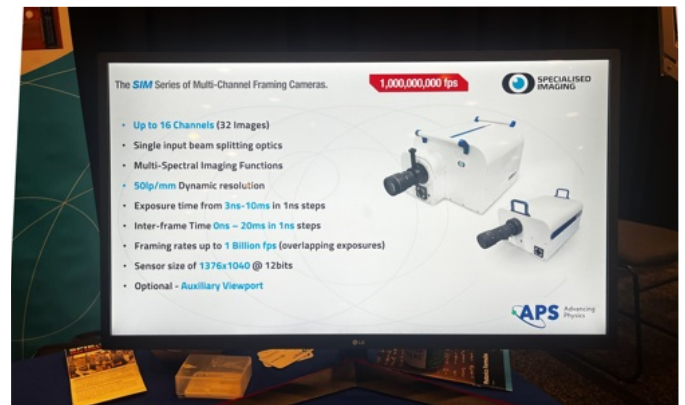 The SIM Series of Multi-Channel Framing Cameras.
1,000,000,000 fps
SPECIALISED
IMAGING
• Up to 16 Channels (32 Images)
• Single input beam splitting optics
• Multi-Spectral Imaging Functions
• 50lp/mm Dynamic resolution
• Exposure time from 3ns-10ms in 1ns steps
• Inter-frame Time 0ns – 20ms in 1ns steps
• Framing rates up to 1 Billion fps (overlapping exposures)
• Sensor size of 1376x1040 @ 12bits
• Optional - Auxiliary Viewport
APS Advancing
Physics
LG